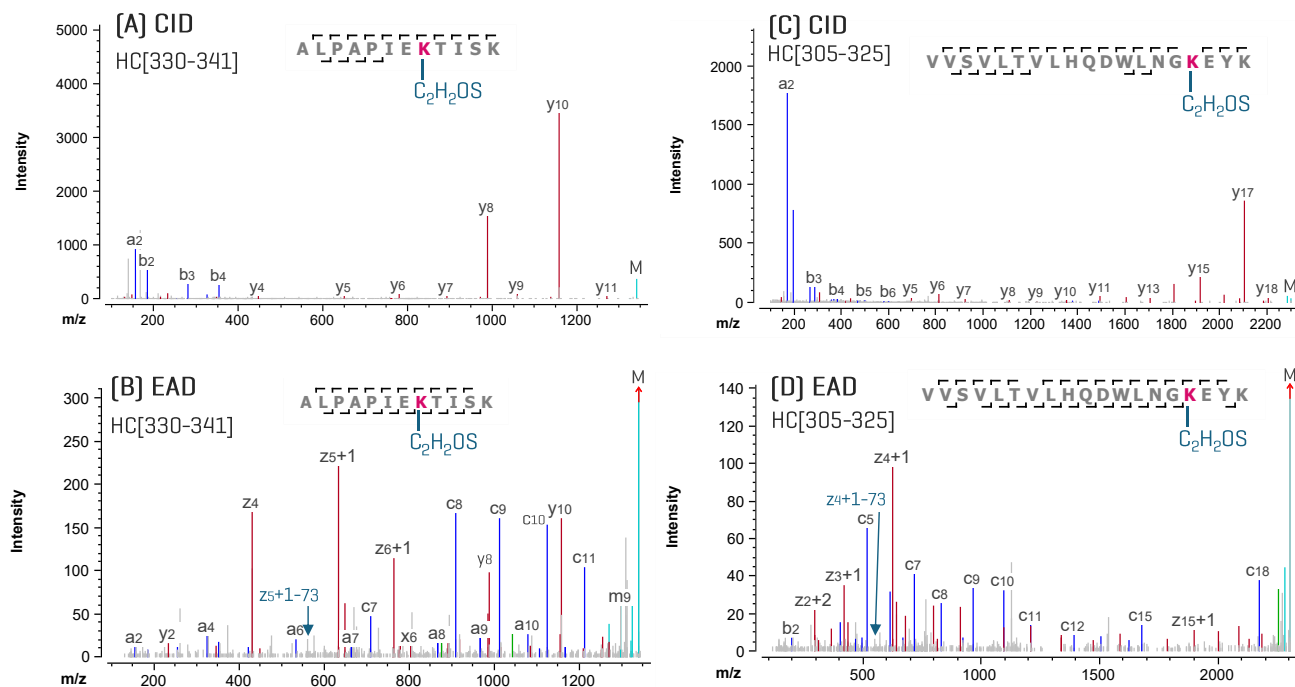 [A] CID
HC[330-341]
ALPAPIEKTISK
C₂H₂OS
Intensity
5000
4000
3000
2000
1000
0
a2
b2
b3
b4
y4
y5
y6
y7
y8
y9
y10
y11
M
m/z
200
400
600
800
1000
1200
[C] CID
HC[305-325]
VVSVLTVLHQDWLNGKEYK
C₂H₂OS
Intensity
2000
1500
1000
500
0
a2
b3
b4
b5
b6
y5
y6
y7
y8
y9
y10
y11
y13
y15
y17
y18
M
m/z
200
400
600
800
1000
1200
1400
1600
1800
2000
2200
[B] EAD
HC[330-341]
ALPAPIEKTISK
C₂H₂OS
Intensity
300
250
200
150
100
50
0
a2
y2
a4
z4
a6
z5+1-73
z5+1
a7
c7
z6+1
x6
a8
c8
a9
y8
c9
a10
c10
y10
c11
m9
M
m/z
200
400
600
800
1000
1200
[D] EAD
HC[305-325]
VVSVLTVLHQDWLNGKEYK
C₂H₂OS
Intensity
140
120
100
80
60
40
20
0
b2
z2+2
z3+1
c5
z4+1-73
z4+1
c7
c8
c9
c10
c11
c12
c15
z15+1
c18
M
m/z
500
1000
1500
2000